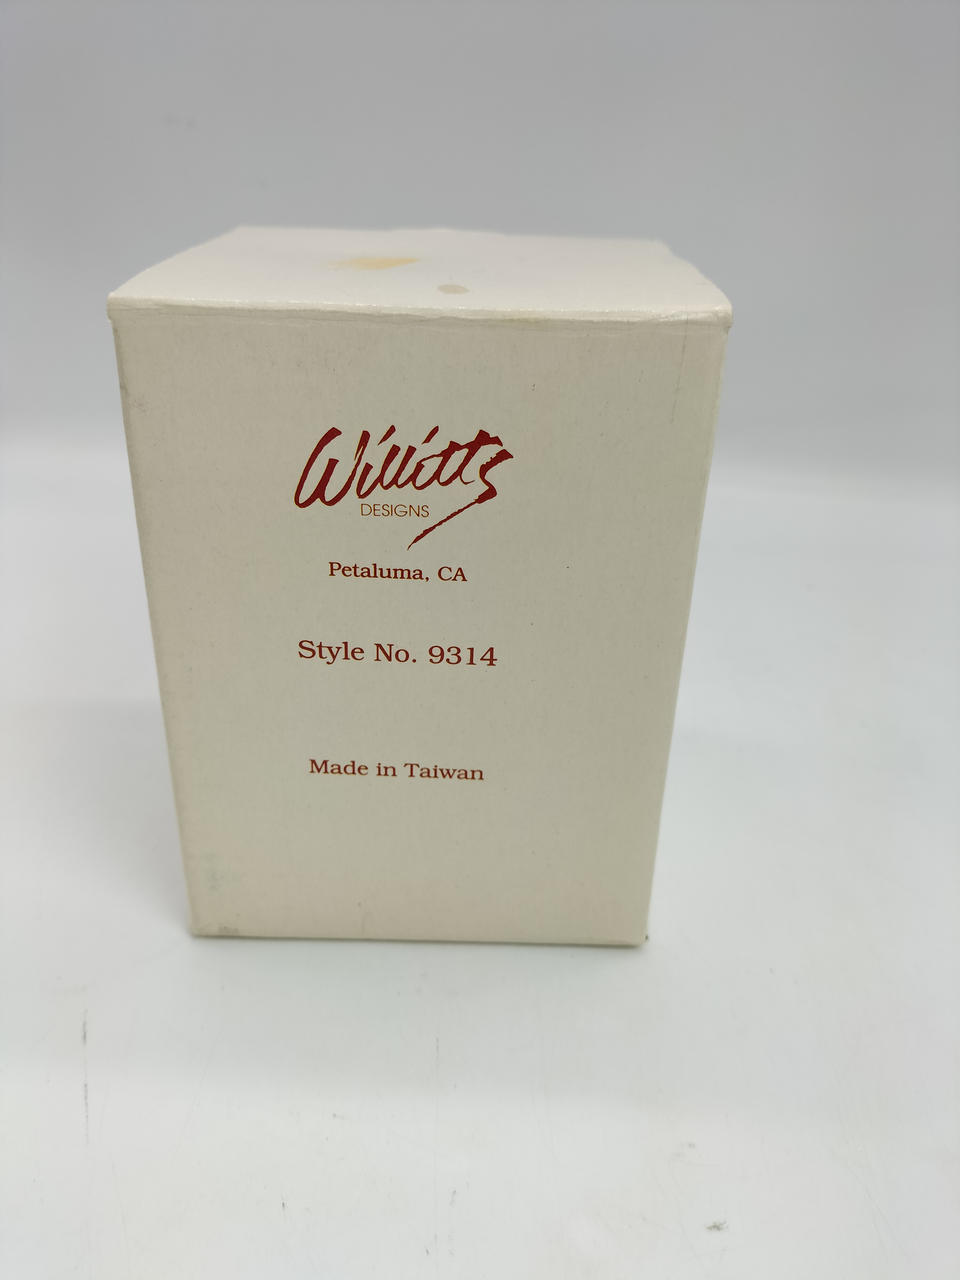 Willitts
DESIGNS
Petaluma, CA
Style No. 9314
Made in Taiwan